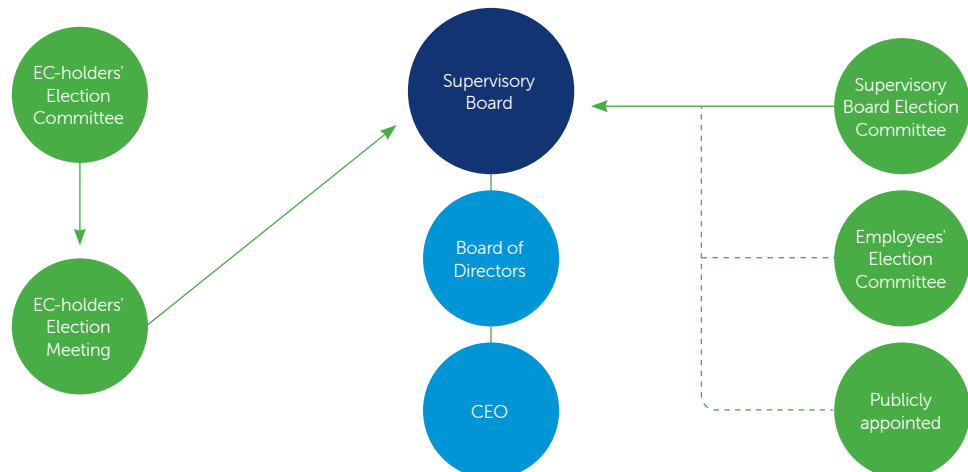 EC-holders'
Election
Committee
EC-holders'
Election
Meeting
Supervisory
Board
Board of
Directors
CEO
Supervisory
Board Election
Committee
Employees'
Election
Committee
Publicly
appointed